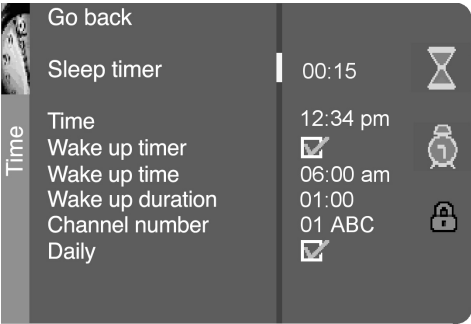 Go back
Sleep timer 00:15
Time 12:34 pm
Wake up timer
Wake up time 06:00 am
Wake up duration 01:00
Channel number 01 ABC
Daily
Time